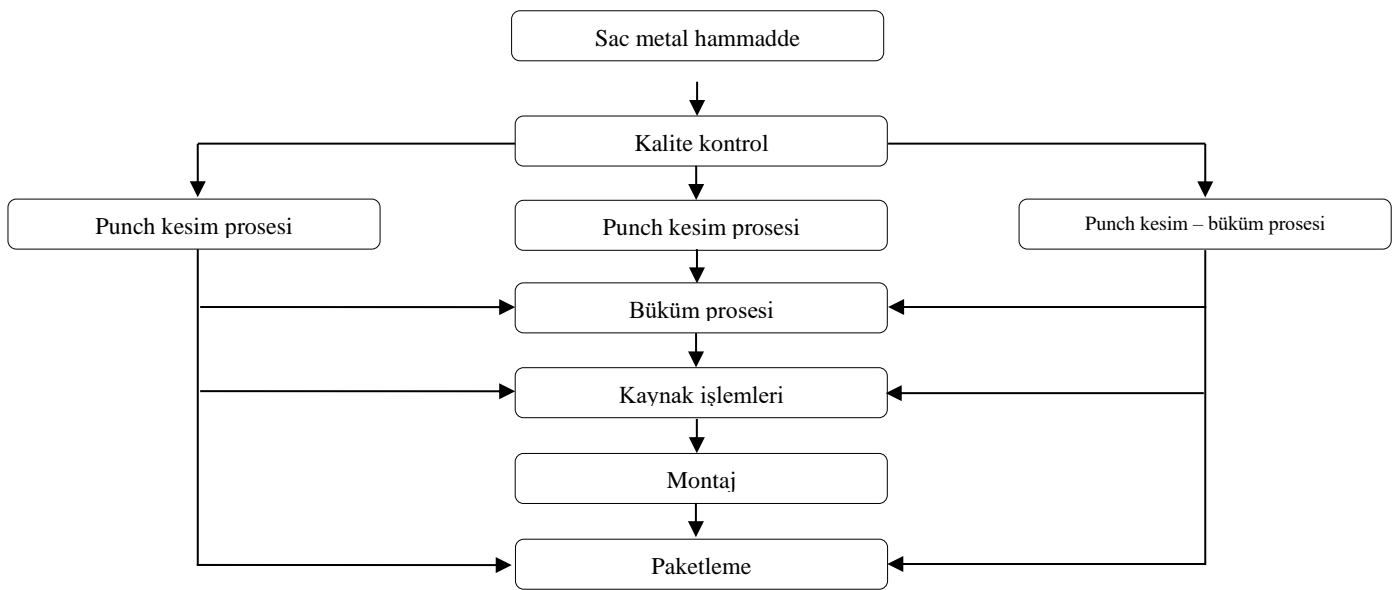 Sac metal hammadde
Kalite kontrol
Punch kesim prosesi
Punch kesim prosesi
Punch kesim – büküm prosesi
Büküm prosesi
Kaynak işlemleri
Montaj
Paketleme